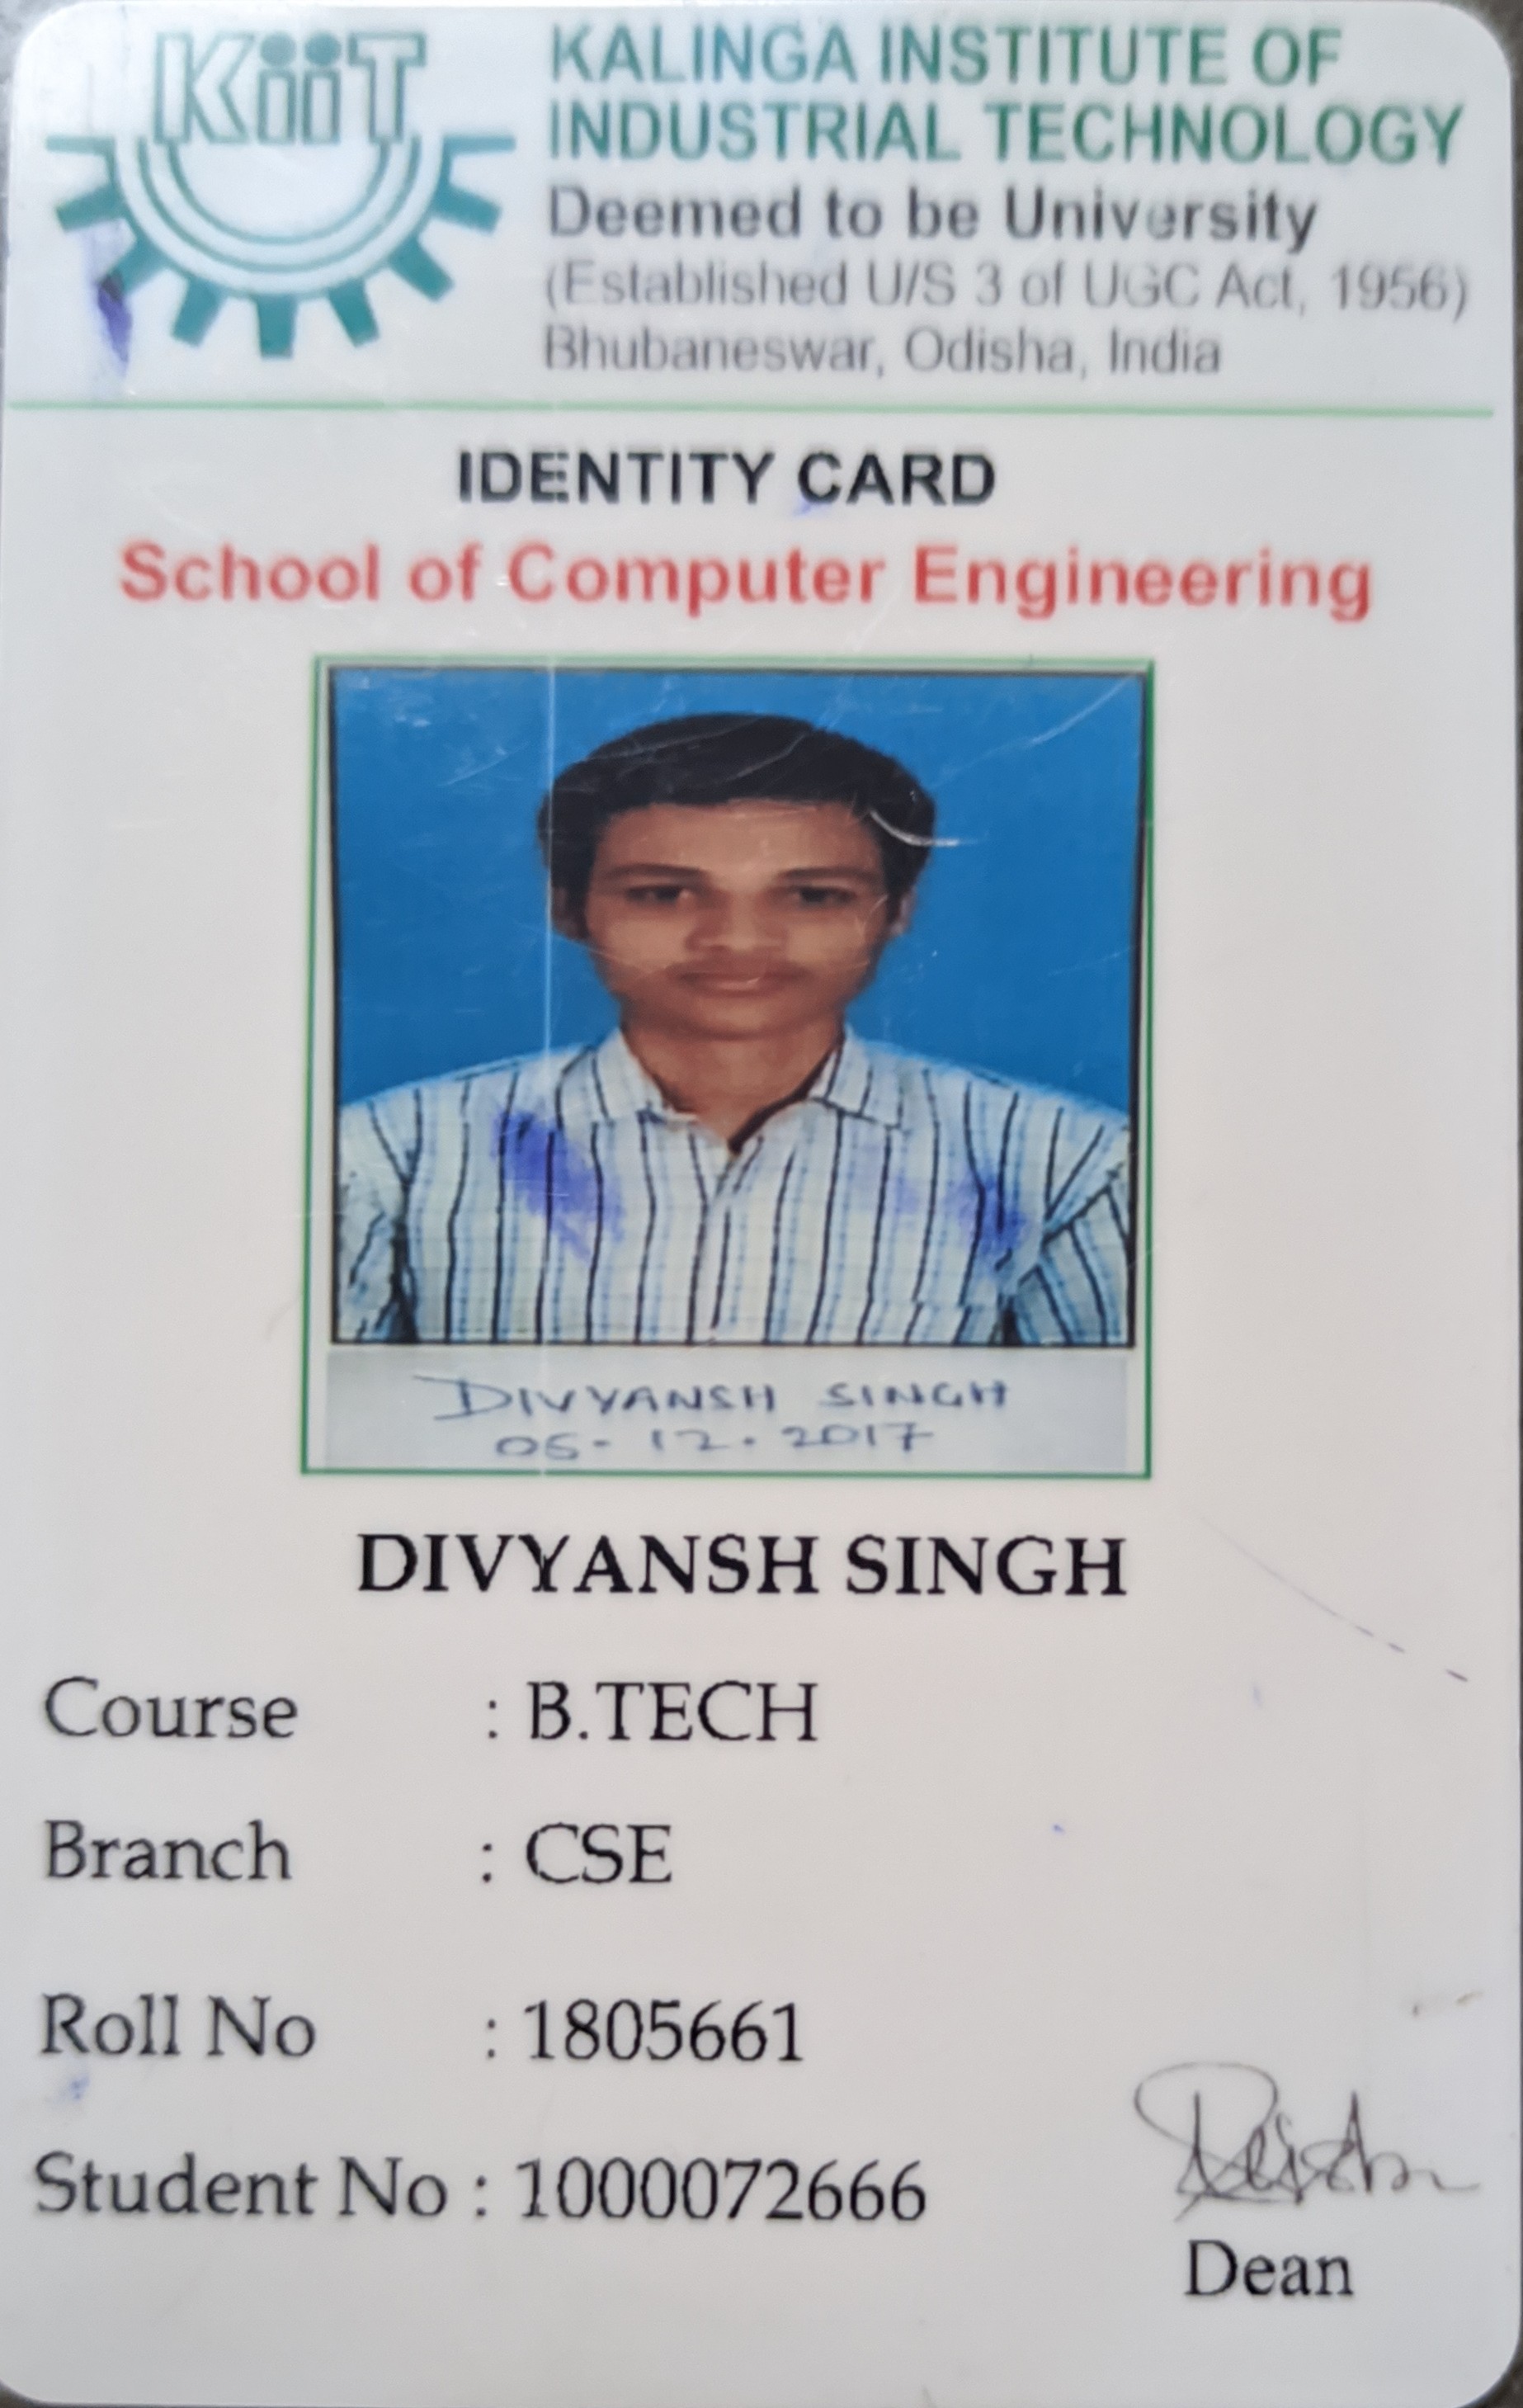 KiiT
KALINGA INSTITUTE OF
INDUSTRIAL TECHNOLOGY
Deemed to be University
(Established U/S 3 of UGC Act, 1956)
Bhubaneswar, Odisha, India
IDENTITY CARD
School of Computer Engineering
DIVYANSH SINGH
05-12.2017
DIVYANSH SINGH
Course : B.TECH
Branch : CSE
Roll No : 1805661
Student No : 1000072666
Dean